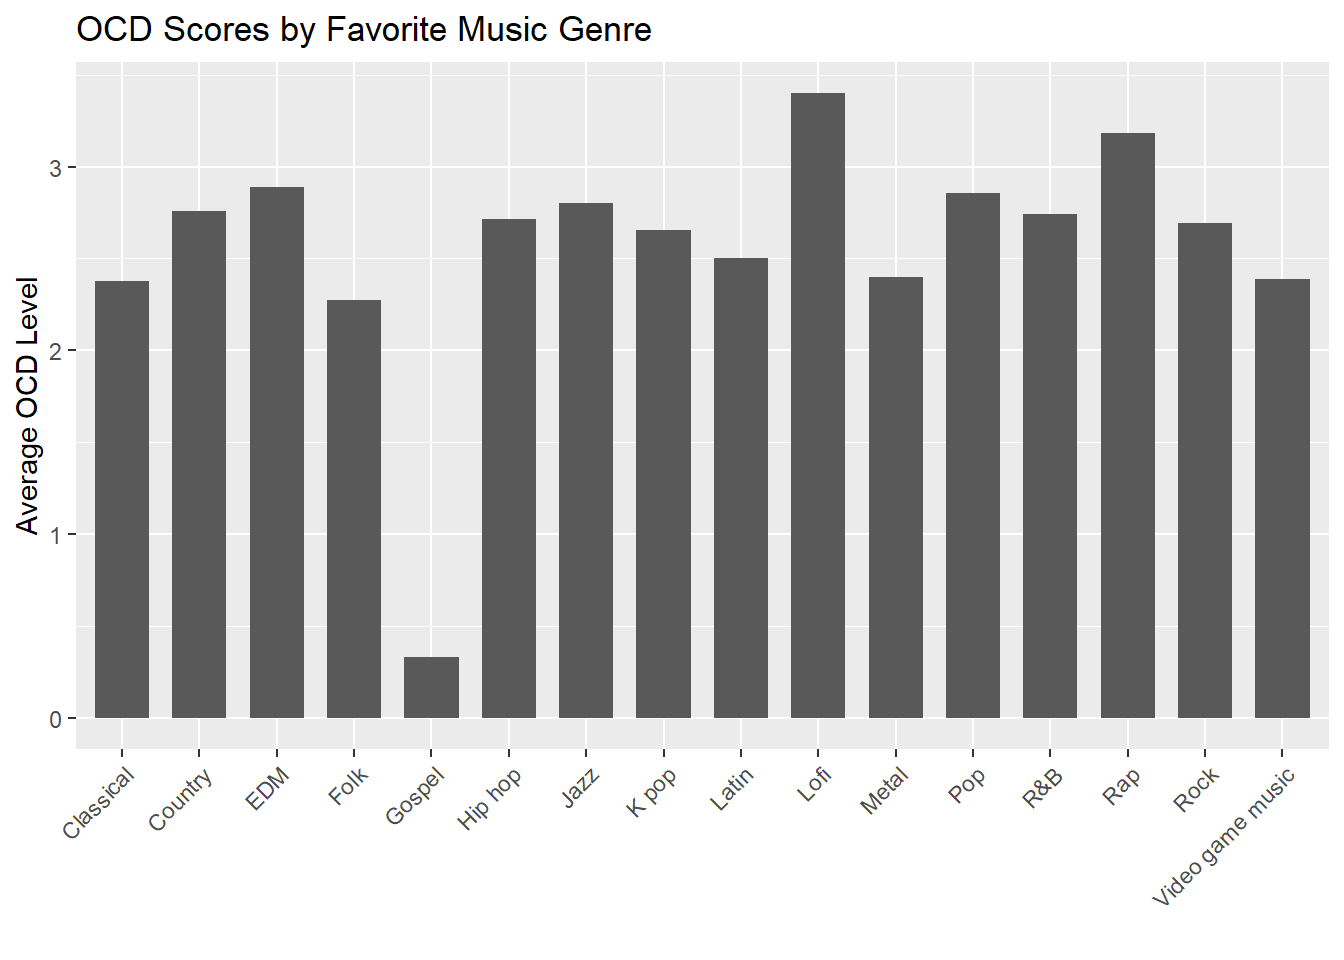 OCD Scores by Favorite Music Genre
Average OCD Level
3
2
1
0
Classical
Country
EDM
Folk
Gospel
Hip hop
Jazz
K pop
Latin
Lofi
Metal
Pop
R&B
Rap
Rock
Video game music